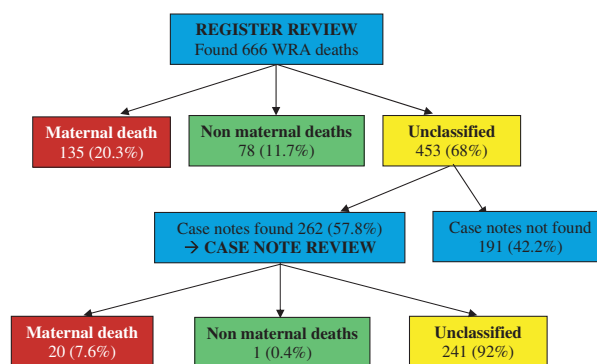 REGISTER REVIEW
Found 666 WRA deaths
Maternal death
135 (20.3%)
Non maternal deaths
78 (11.7%)
Unclassified
453 (68%)
Case notes found 262 (57.8%)
→ CASE NOTE REVIEW
Case notes not found
191 (42.2%)
Maternal death
20 (7.6%)
Non maternal deaths
1 (0.4%)
Unclassified
241 (92%)